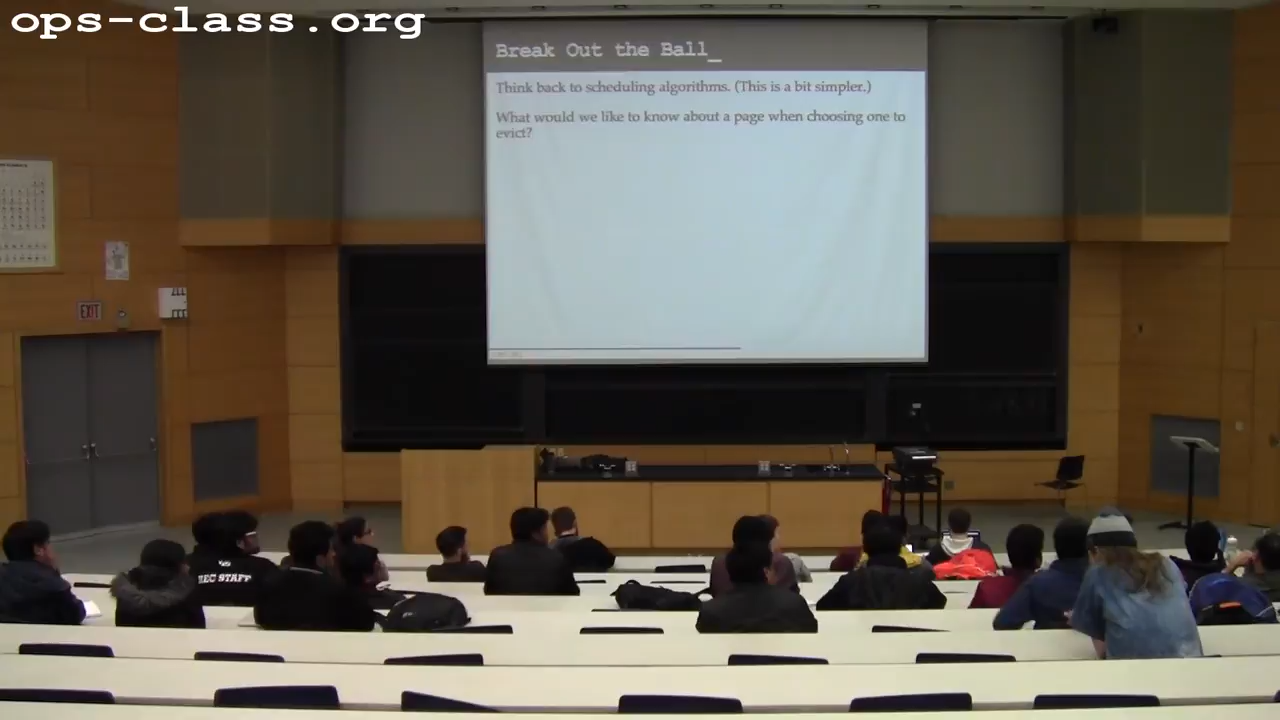 ops-class.org
Break Out the Ball_
Think back to scheduling algorithms. (This is a bit simpler.)
What would we like to know about a page when choosing one to
evict?
EXIT
REC STAFF